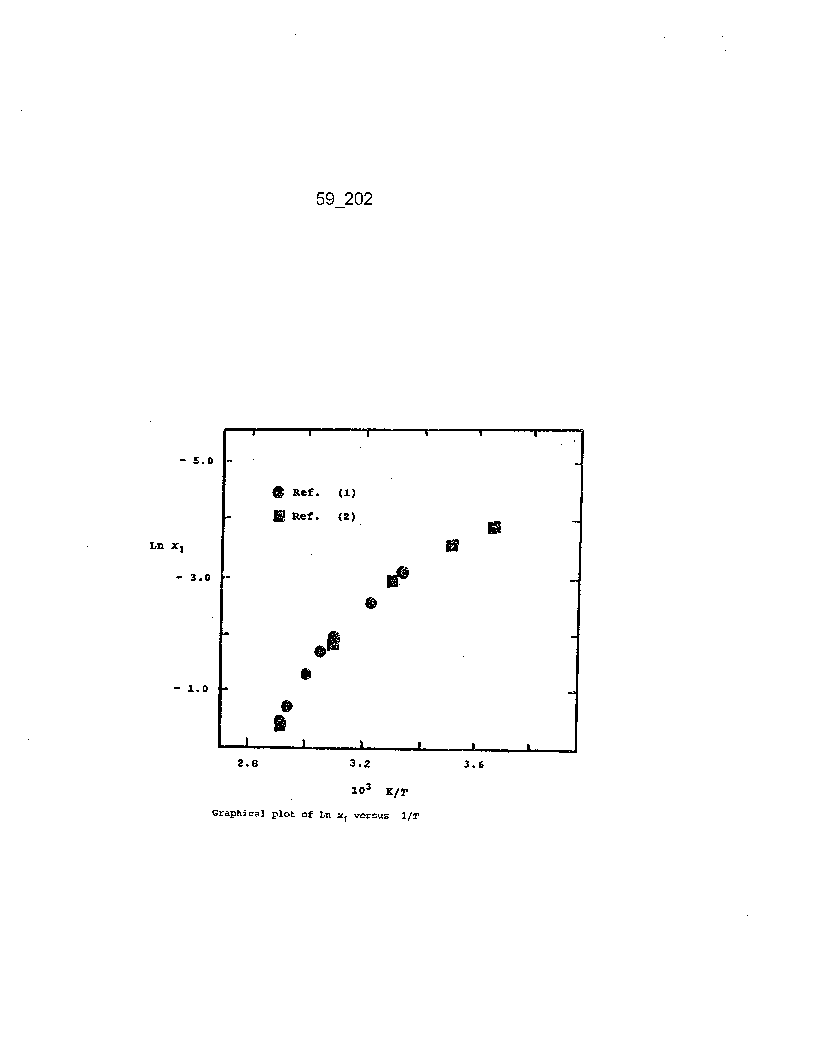 59_202
- 5.0
Ref. (1)
Ref. (2)
Ln x1
- 3.0
- 1.0
2.8 3.2 3.6
10³ K/T
Graphical plot of Ln x1 versus 1/T